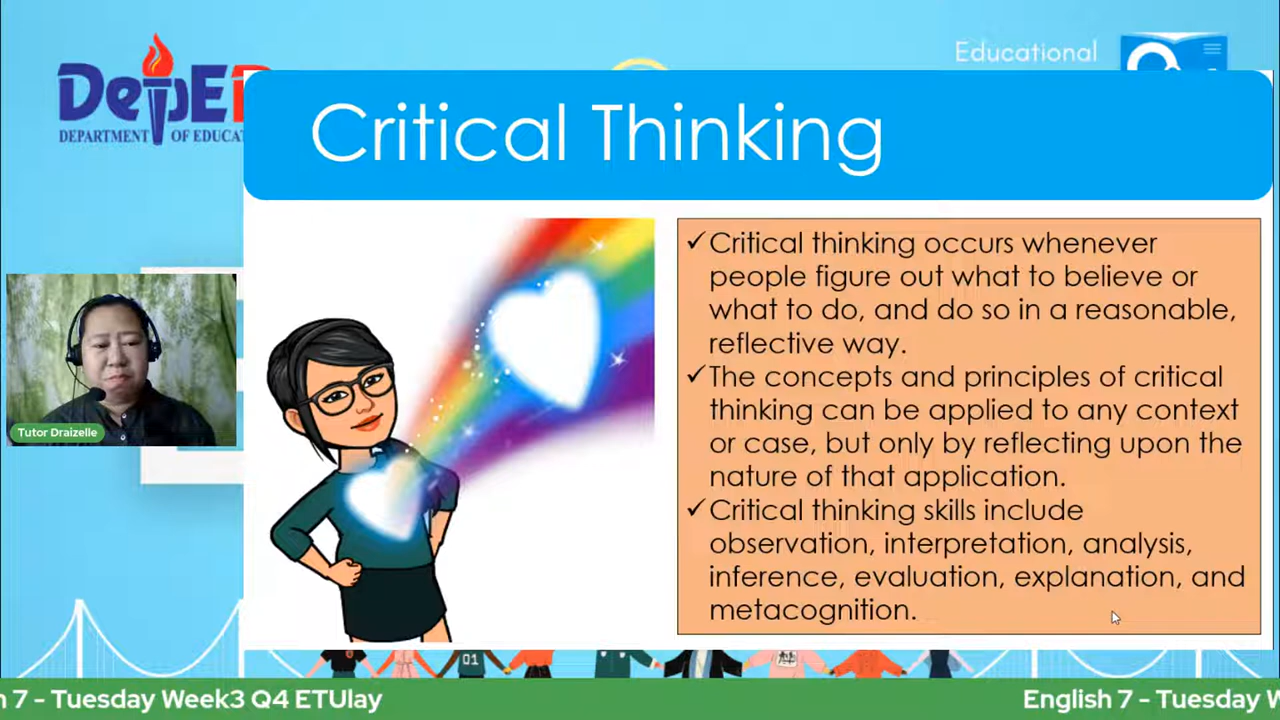 DepE
DEPARTMENT OF EDUCA
Educational
Critical Thinking
✓Critical thinking occurs whenever
people figure out what to believe or
what to do, and do so in a reasonable,
reflective way.
✓The concepts and principles of critical
thinking can be applied to any context
or case, but only by reflecting upon the
nature of that application.
✓Critical thinking skills include
observation, interpretation, analysis,
inference, evaluation, explanation, and
metacognition.
Tutor Draizelle
01
h 7 - Tuesday Week3 Q4 ETUlay
English 7 - Tuesday W